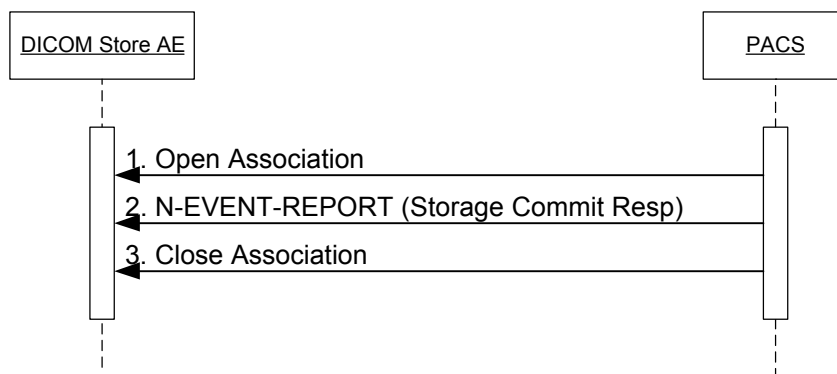 DICOM Store AE
PACS
1. Open Association
2. N-EVENT-REPORT (Storage Commit Resp)
3. Close Association